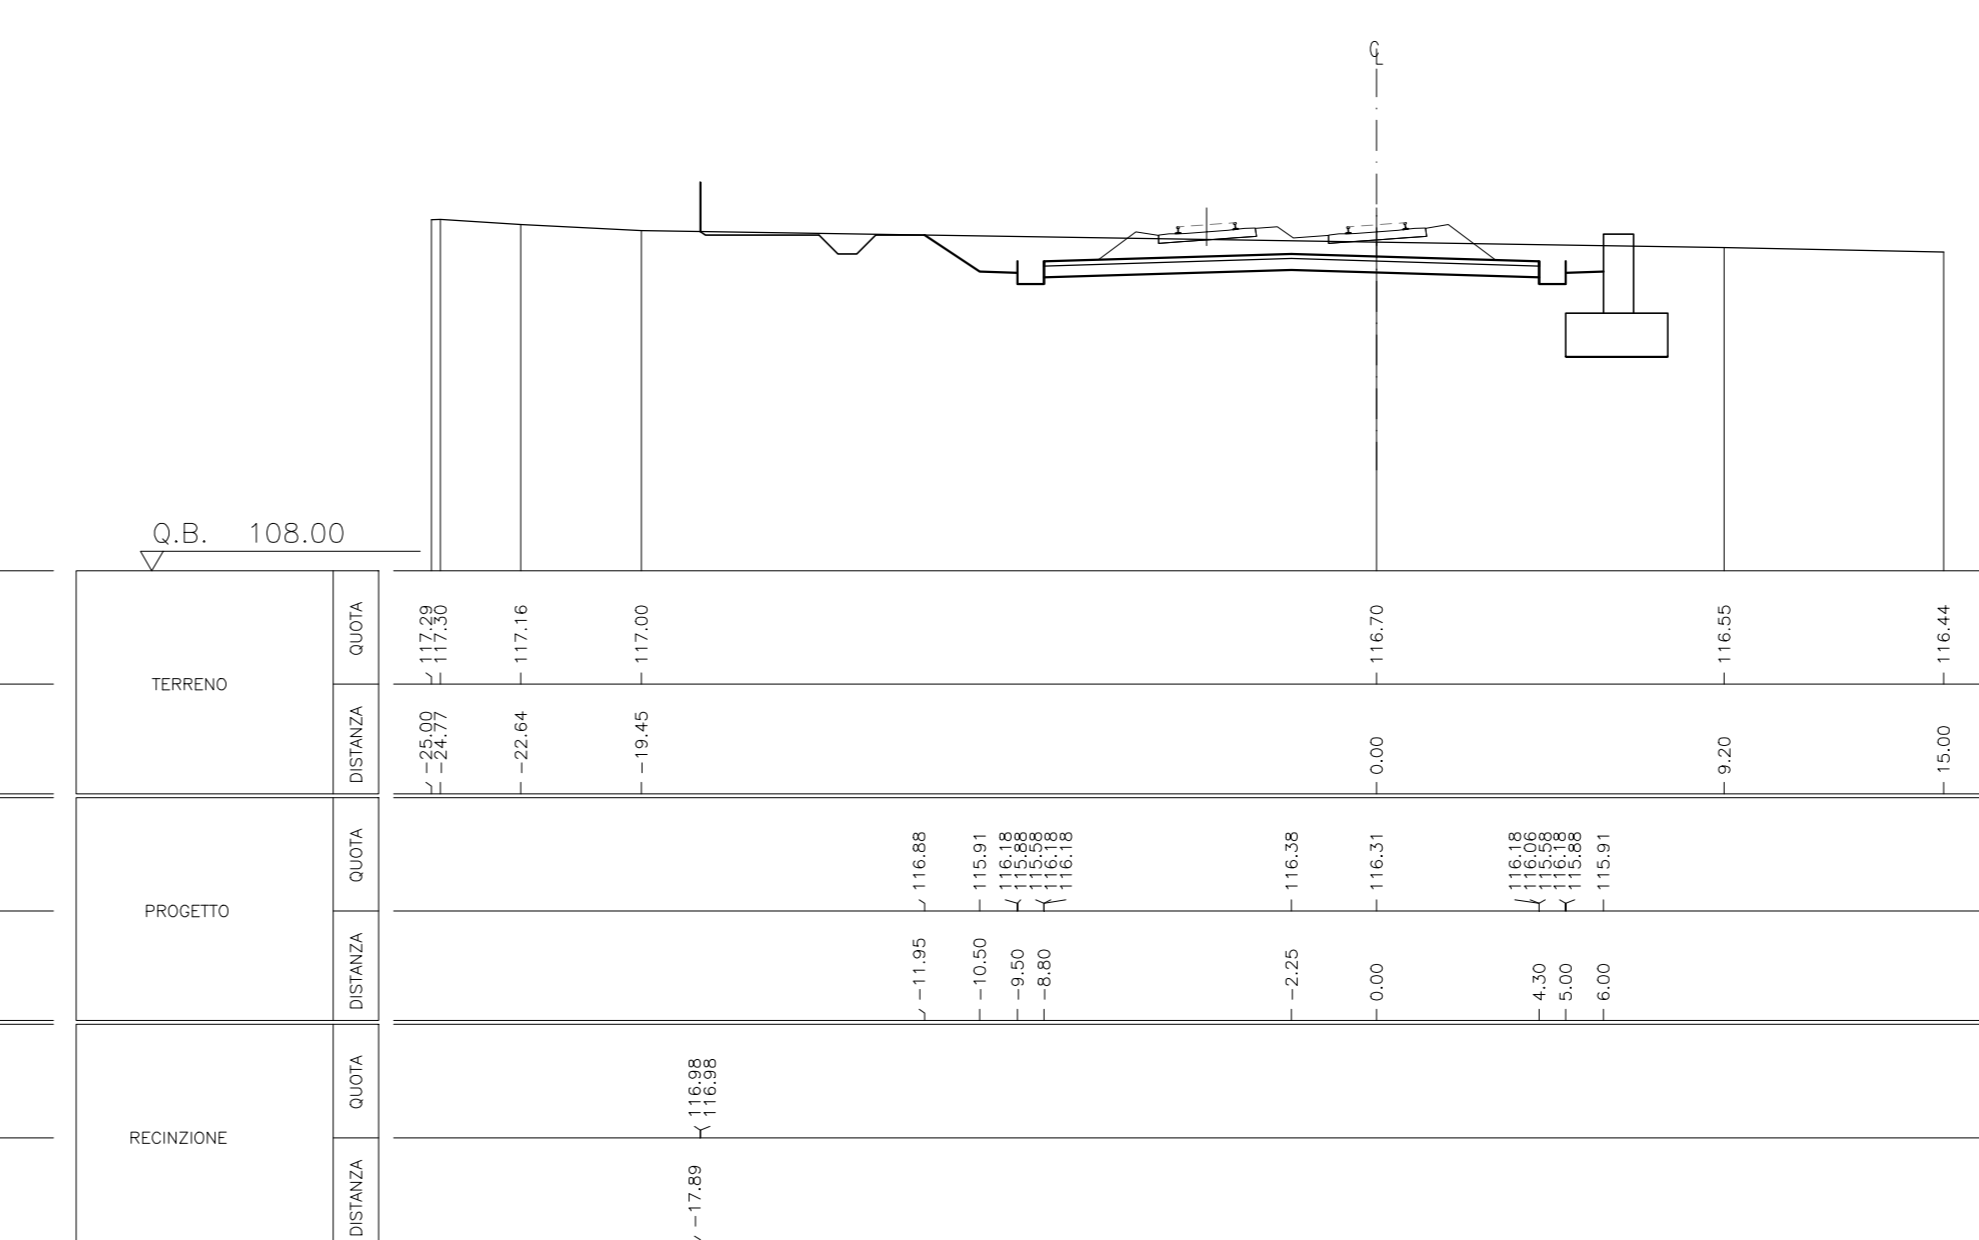 CL
Q.B. 108.00
TERRENO
QUOTA
117.29 117.30 117.16 117.00 116.70 116.55 116.44
DISTANZA
-25.00 -24.77 -22.64 -19.45 0.00 9.20 15.00
PROGETTO
QUOTA
116.88 115.91 116.18 115.88 115.58 116.18 116.18 116.38 116.31 116.18 116.06 115.58 116.18 115.88 115.91
DISTANZA
-11.95 -10.50 -9.50 -8.80 -2.25 0.00 4.30 5.00 6.00
RECINZIONE
QUOTA
116.98 116.98
DISTANZA
-17.89